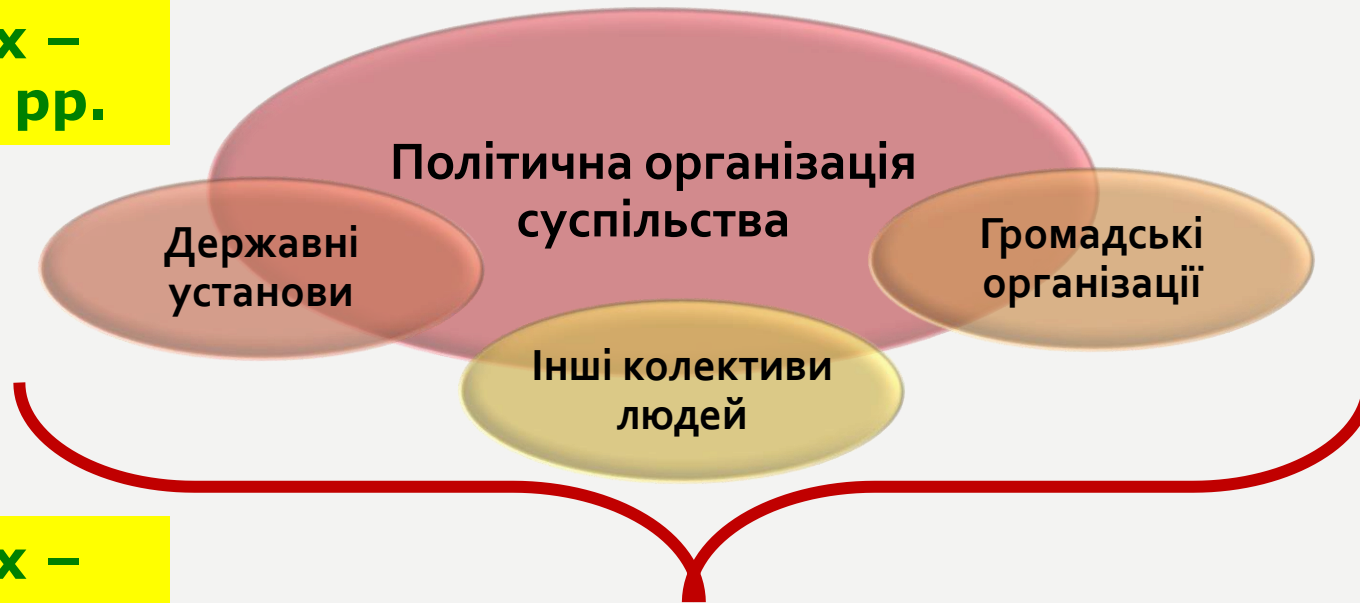 х –
рр.
Політична організація
суспільства
Державні
установи
Громадські
організації
Інші колективи
людей
х –